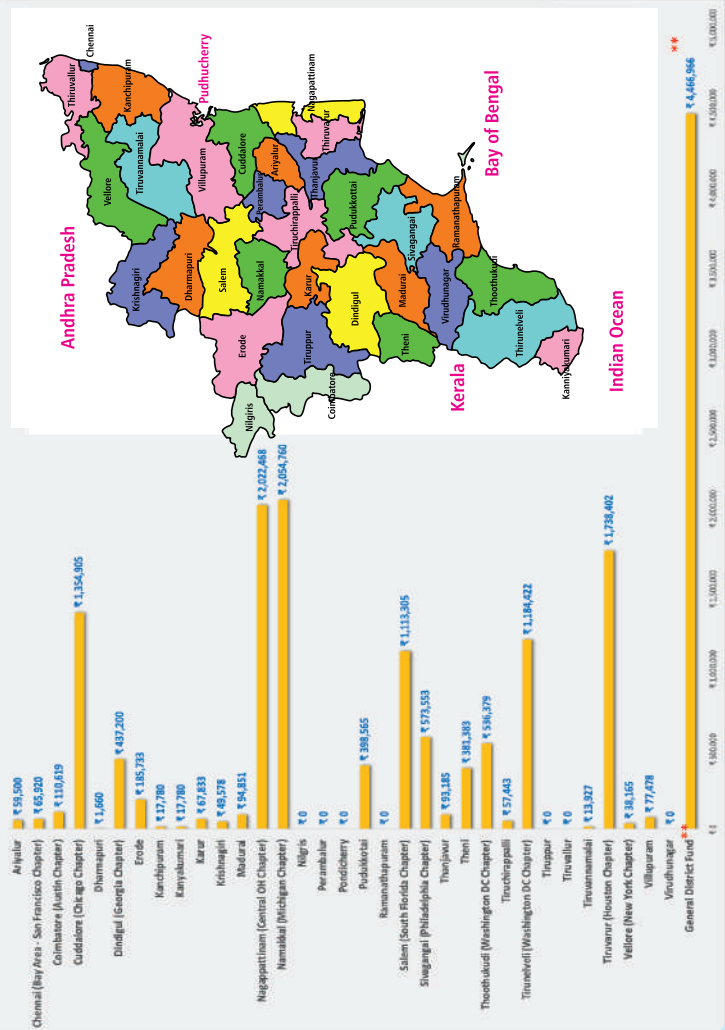 Ariyalur ₹ 59,500
Chennai (Bay Area - San Francisco Chapter) ₹ 65,920
Coimbatore (Austin Chapter) ₹ 110,619
Cuddalore (Chicago Chapter) ₹ 1,354,905
Dharmapuri ₹ 1,660
Dindigul (Georgia Chapter) ₹ 437,200
Erode ₹ 185,733
Kanchipuram ₹ 17,780
Kanyakumari ₹ 17,780
Karur ₹ 67,833
Krishnagiri ₹ 49,578
Madurai ₹ 94,851
Nagappattinam (Central OH Chapter) ₹ 2,022,468
Namakkal (Michigan Chapter) ₹ 2,054,760
Nilgris ₹ 0
Perambalur ₹ 0
Pondicherry ₹ 0
Pudukkotai ₹ 398,565
Ramanathapuram ₹ 0
Salem (South Florida Chapter) ₹ 1,113,305
Sivagangai (Philadelphia Chapter) ₹ 573,553
Thanjavur ₹ 93,185
Theni ₹ 381,383
Thoothukudi (Washington DC Chapter) ₹ 536,379
Tiruchirappalli ₹ 57,443
Tirunelveli (Washington DC Chapter) ₹ 1,184,422
Tiruppur ₹ 0
Tiruvallur ₹ 0
Tiruvannamalai ₹ 13,927
Tiruvarur (Houston Chapter) ₹ 1,738,402
Vellore (New York Chapter) ₹ 38,165
Villupuram ₹ 77,478
Virudhunagar ₹ 0
General District Fund ** ₹ 4,466,966 **
₹ 0 ₹ 500,000 ₹ 1,000,000 ₹ 1,500,000 ₹ 2,000,000 ₹ 2,500,000 ₹ 3,000,000 ₹ 3,500,000 ₹ 4,000,000 ₹ 4,500,000 ₹ 5,000,000
Andhra Pradesh
Chennai
Thiruvallur
Kanchipuram
Vellore
Tiruvannamalai
Krishnagiri
Dharmapuri
Villupuram
Pudhucherry
Salem
Cuddalore
Erode
Namakkal
Perambalur
Ariyalur
Nilgiris
Tiruppur
Karur
Tiruchirappalli
Thanjavur
Thiruvarur
Nagapattinam
Coimbatore
Dindigul
Pudukkottai
Theni
Madurai
Sivagangai
Virudhunagar
Ramanathapuram
Kerala
Thoothukudi
Bay of Bengal
Thirunelveli
Kanniyakumari
Indian Ocean